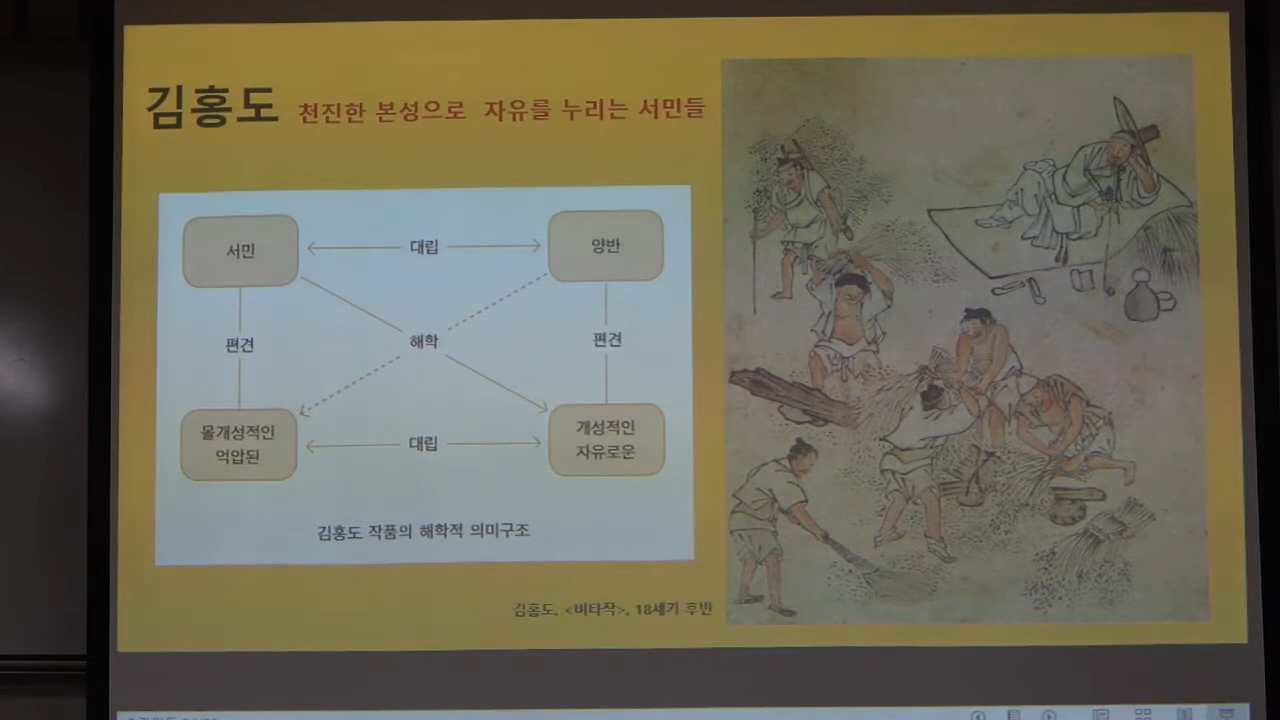 김홍도 천진한 본성으로 자유를 누리는 서민들
서민
대립
양반
편견
해학
편견
몰개성적인
억압된
대립
개성적인
자유로운
김홍도 작품의 해학적 의미구조
김홍도, <벼타작>, 18세기 후반